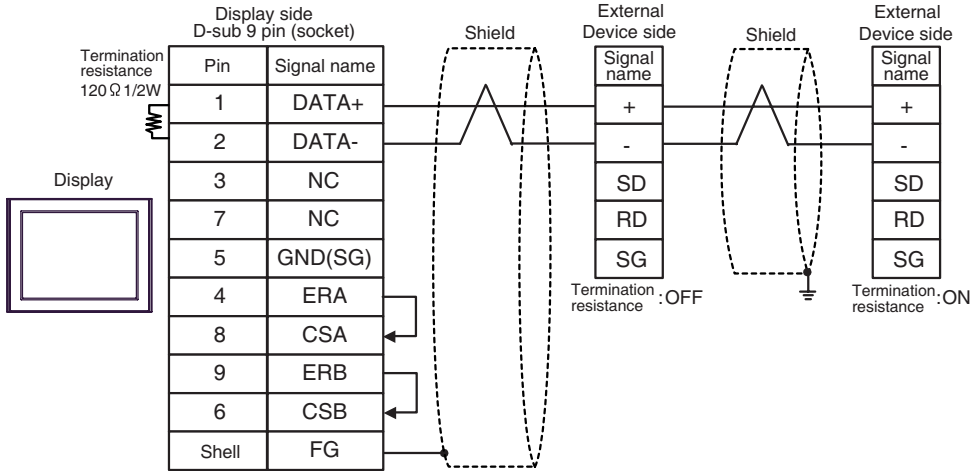 Display side
D-sub 9 pin (socket)
Termination
resistance
120Ω 1/2W
Pin
Signal name
1
DATA+
2
DATA-
3
NC
7
NC
5
GND(SG)
4
ERA
8
CSA
9
ERB
6
CSB
Shell
FG
Display
Shield
External
Device side
Signal
name
+
-
SD
RD
SG
Termination
resistance
:OFF
Shield
External
Device side
Signal
name
+
-
SD
RD
SG
Termination
resistance
:ON